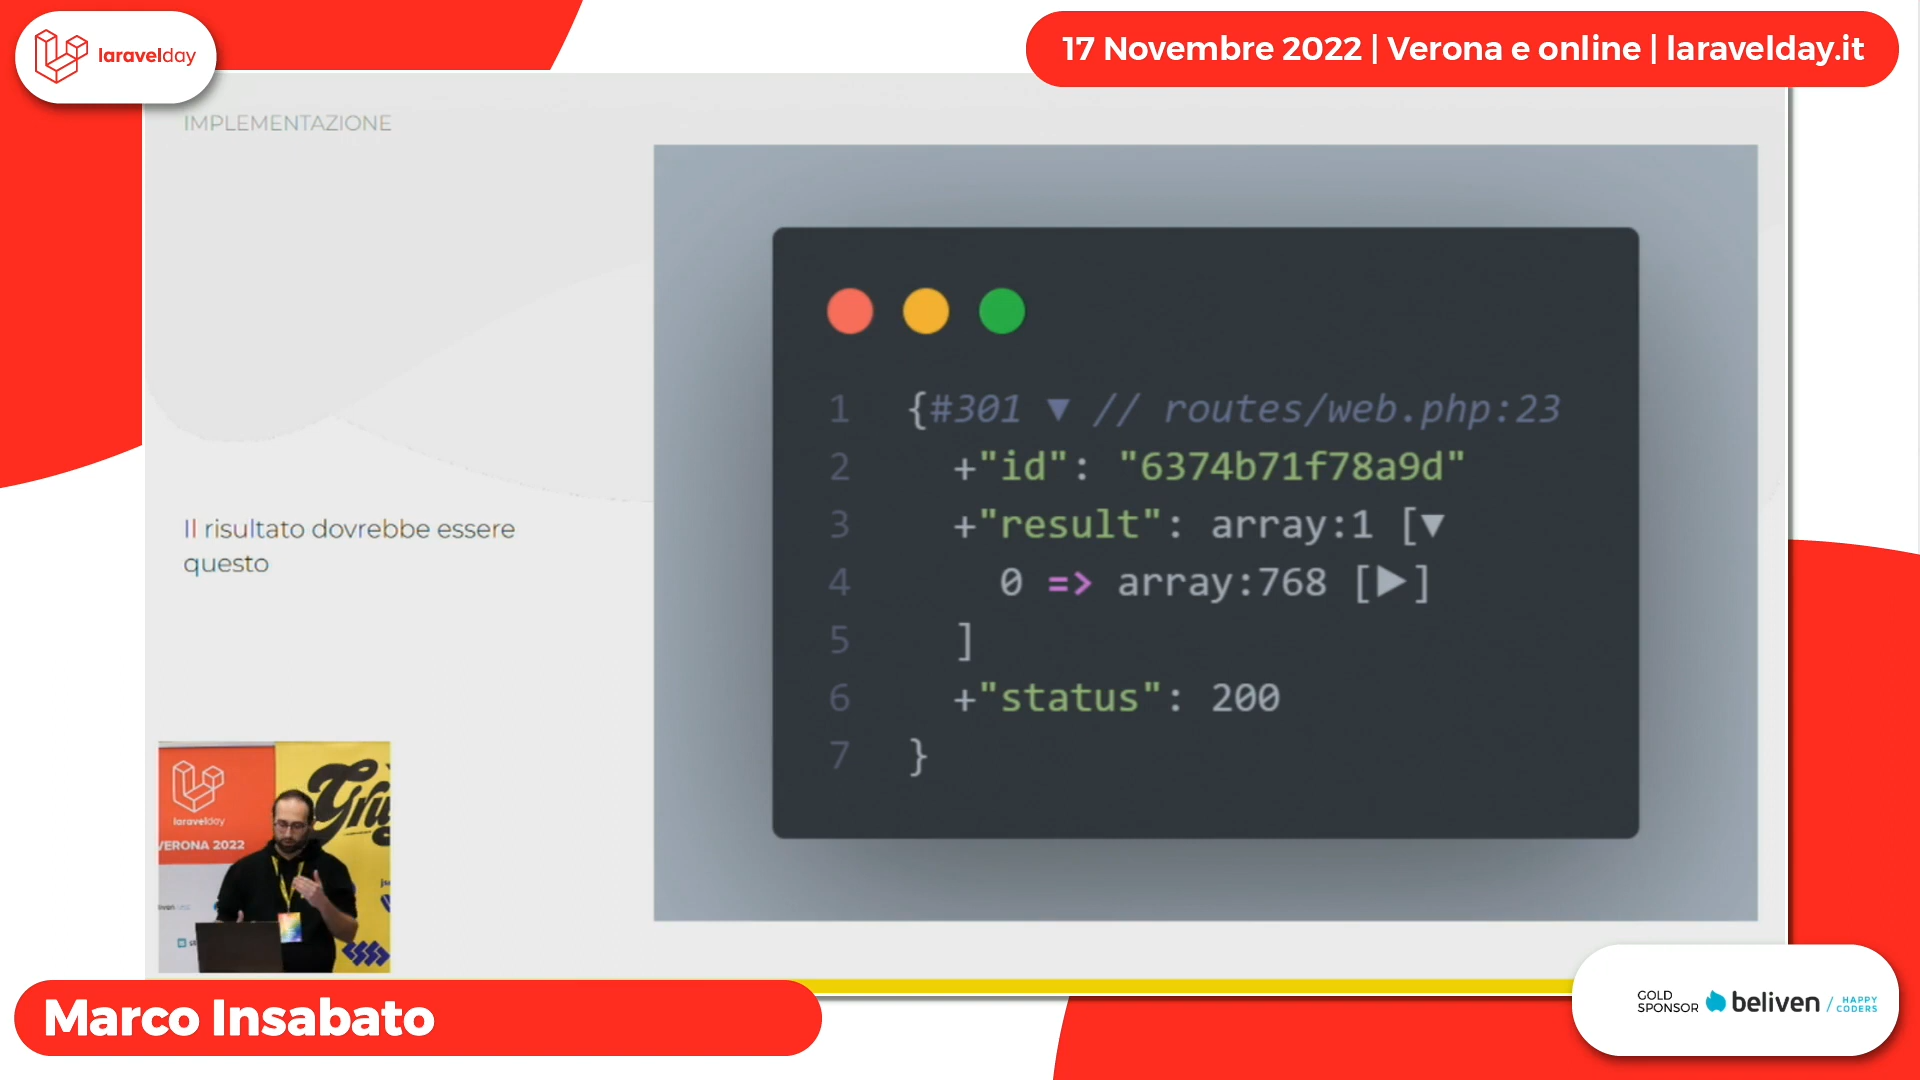 laravelday
17 Novembre 2022 | Verona e online | laravelday.it
IMPLEMENTAZIONE
Il risultato dovrebbe essere
questo
1 {#301 ▼ // routes/web.php:23
2 +"id": "6374b71f78a9d"
3 +"result": array:1 [▼
4 0 => array:768 [▶]
5 ]
6 +"status": 200
7 }
laravelday
VERONA 2022
Marco Insabato
GOLD
SPONSOR
beliven / HAPPY
CODERS